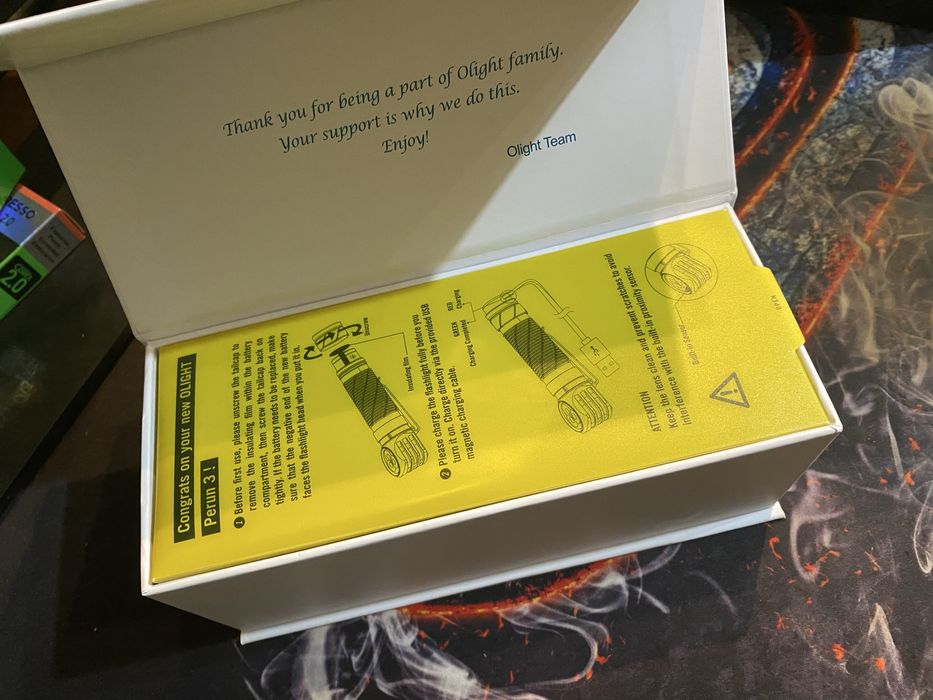 Thank you for being a part of Olight family.
Your support is why we do this.
Enjoy!
Olight Team
Congrats on your new OLIGHT
Perun 3 !
1 Before first use, please unscrew the tailcap to
remove the insulating film within the battery
compartment, then screw the tailcap back on
tightly. If the battery needs to be replaced, make
sure that the negative end of the new battery
faces the flashlight head when you put it in.
Unscrew
Insulating film
2 Please charge the flashlight fully before you
turn it on. Charge directly via the provided USB
magnetic charging cable.
RED
Charging
GREEN
Charging Completed
ATTENTION
Keep the lens clean and prevent scratches to avoid
interference with the built-in proximity sensor.
Built-in sensor
OPEN
ESSO
2.0
2.0